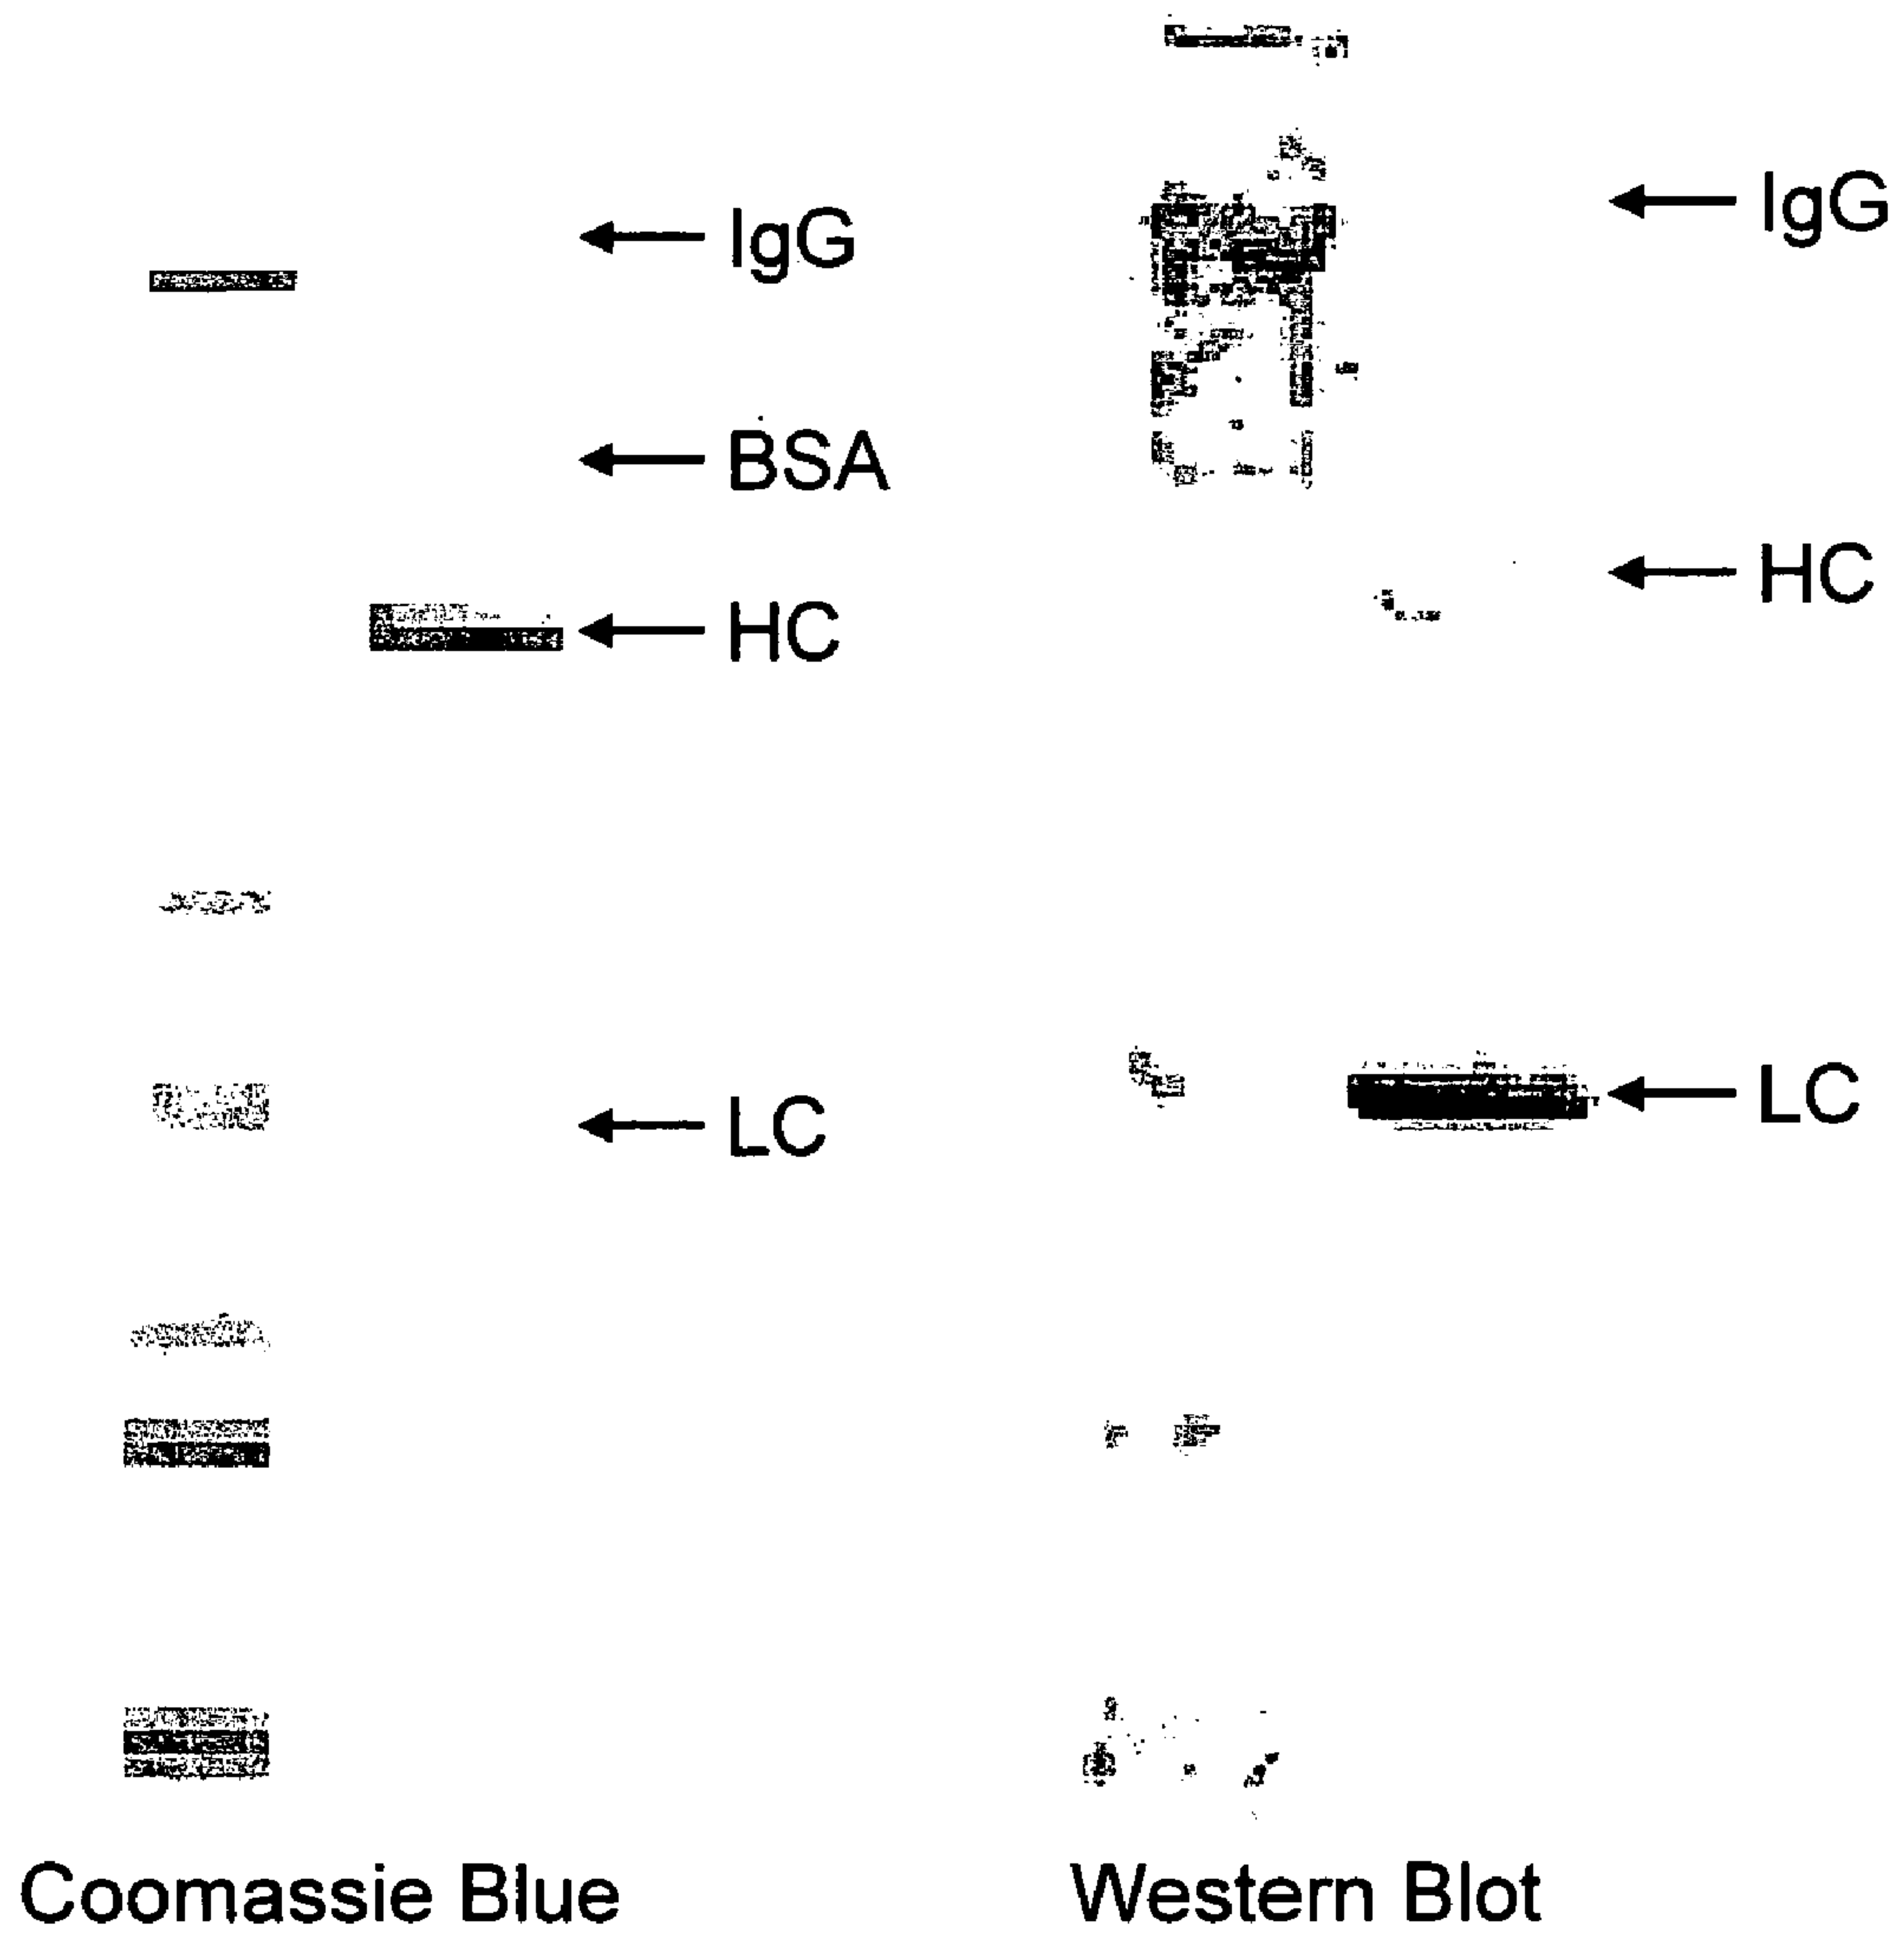 IgG
BSA
HC
LC
IgG
HC
LC
Coomassie Blue
Western Blot